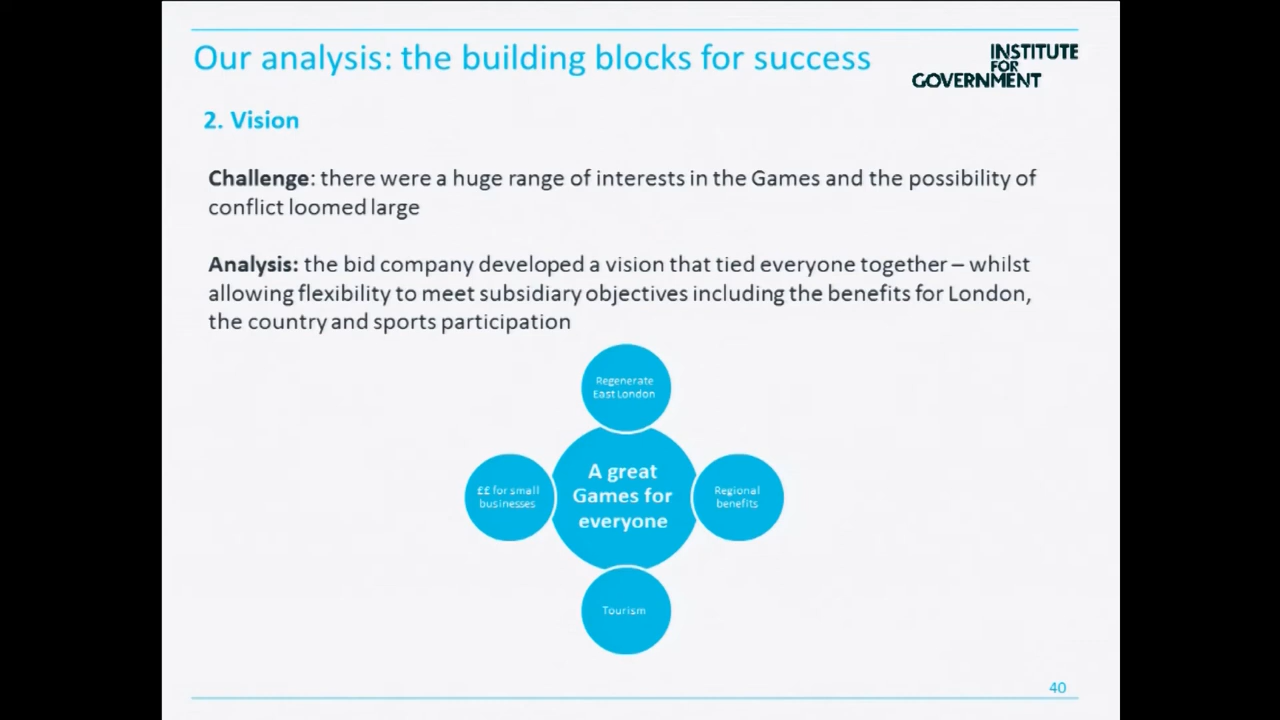 Our analysis: the building blocks for success
INSTITUTE
FOR
GOVERNMENT
2. Vision
Challenge: there were a huge range of interests in the Games and the possibility of
conflict loomed large
Analysis: the bid company developed a vision that tied everyone together – whilst
allowing flexibility to meet subsidiary objectives including the benefits for London,
the country and sports participation
Regenerate
East London
££ for small
businesses
A great
Games for
everyone
Regional
benefits
Tourism
40